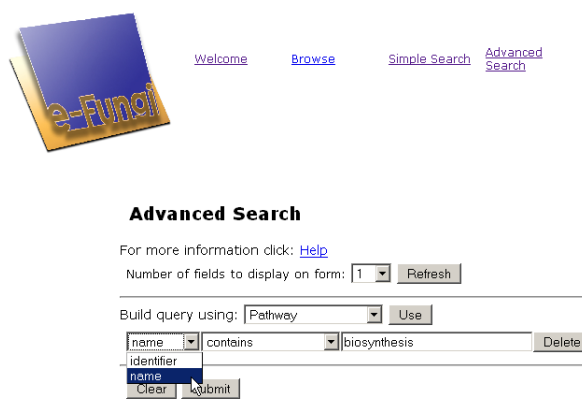 e-Fungi
Welcome Browse Simple Search Advanced Search
Advanced Search
For more information click: Help
Number of fields to display on form: 1 Refresh
Build query using: Pathway Use
name contains biosynthesis Delete
identifier
name
Clear Submit